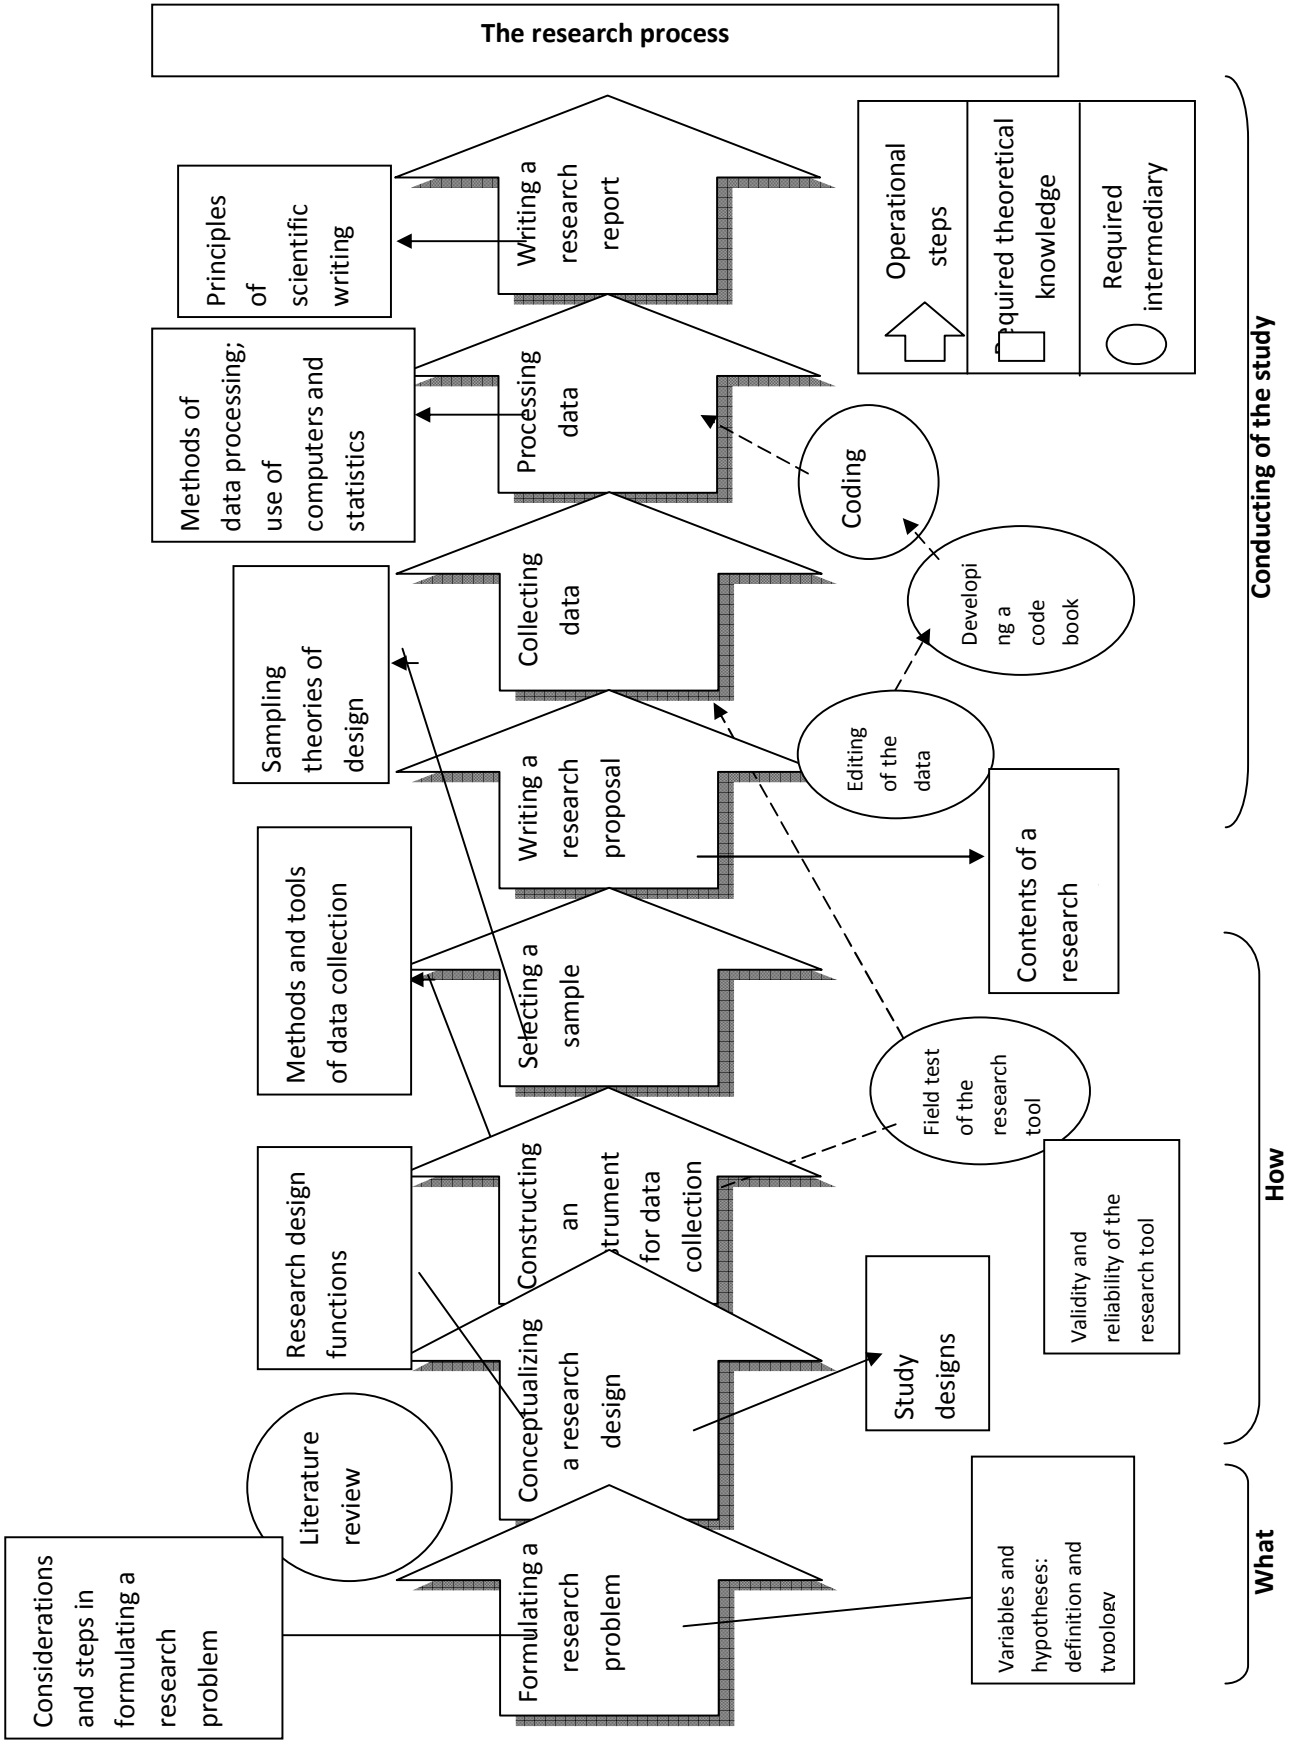 The research process
Considerations
and steps in
formulating a
research
problem
Literature
review
Research design
functions
Methods and tools
of data collection
Sampling
theories of
design
Methods of
data processing;
use of
computers and
statistics
Principles
of
scientific
writing
Formulating a
research
problem
Conceptualizing
a research
design
Constructing
an
strument
for data
collection
Selecting a
sample
Writing a
research
proposal
Collecting
data
Processing
data
Writing a
research
report
Variables and
hypotheses:
definition and
typology
Study
designs
Validity and
reliability of the
research tool
Field test
of the
research
tool
Contents of a
research
Editing
of the
data
Developi
ng a
code
book
Coding
Operational
steps
equired theoretical
knowledge
Required
intermediary
What
How
Conducting of the study